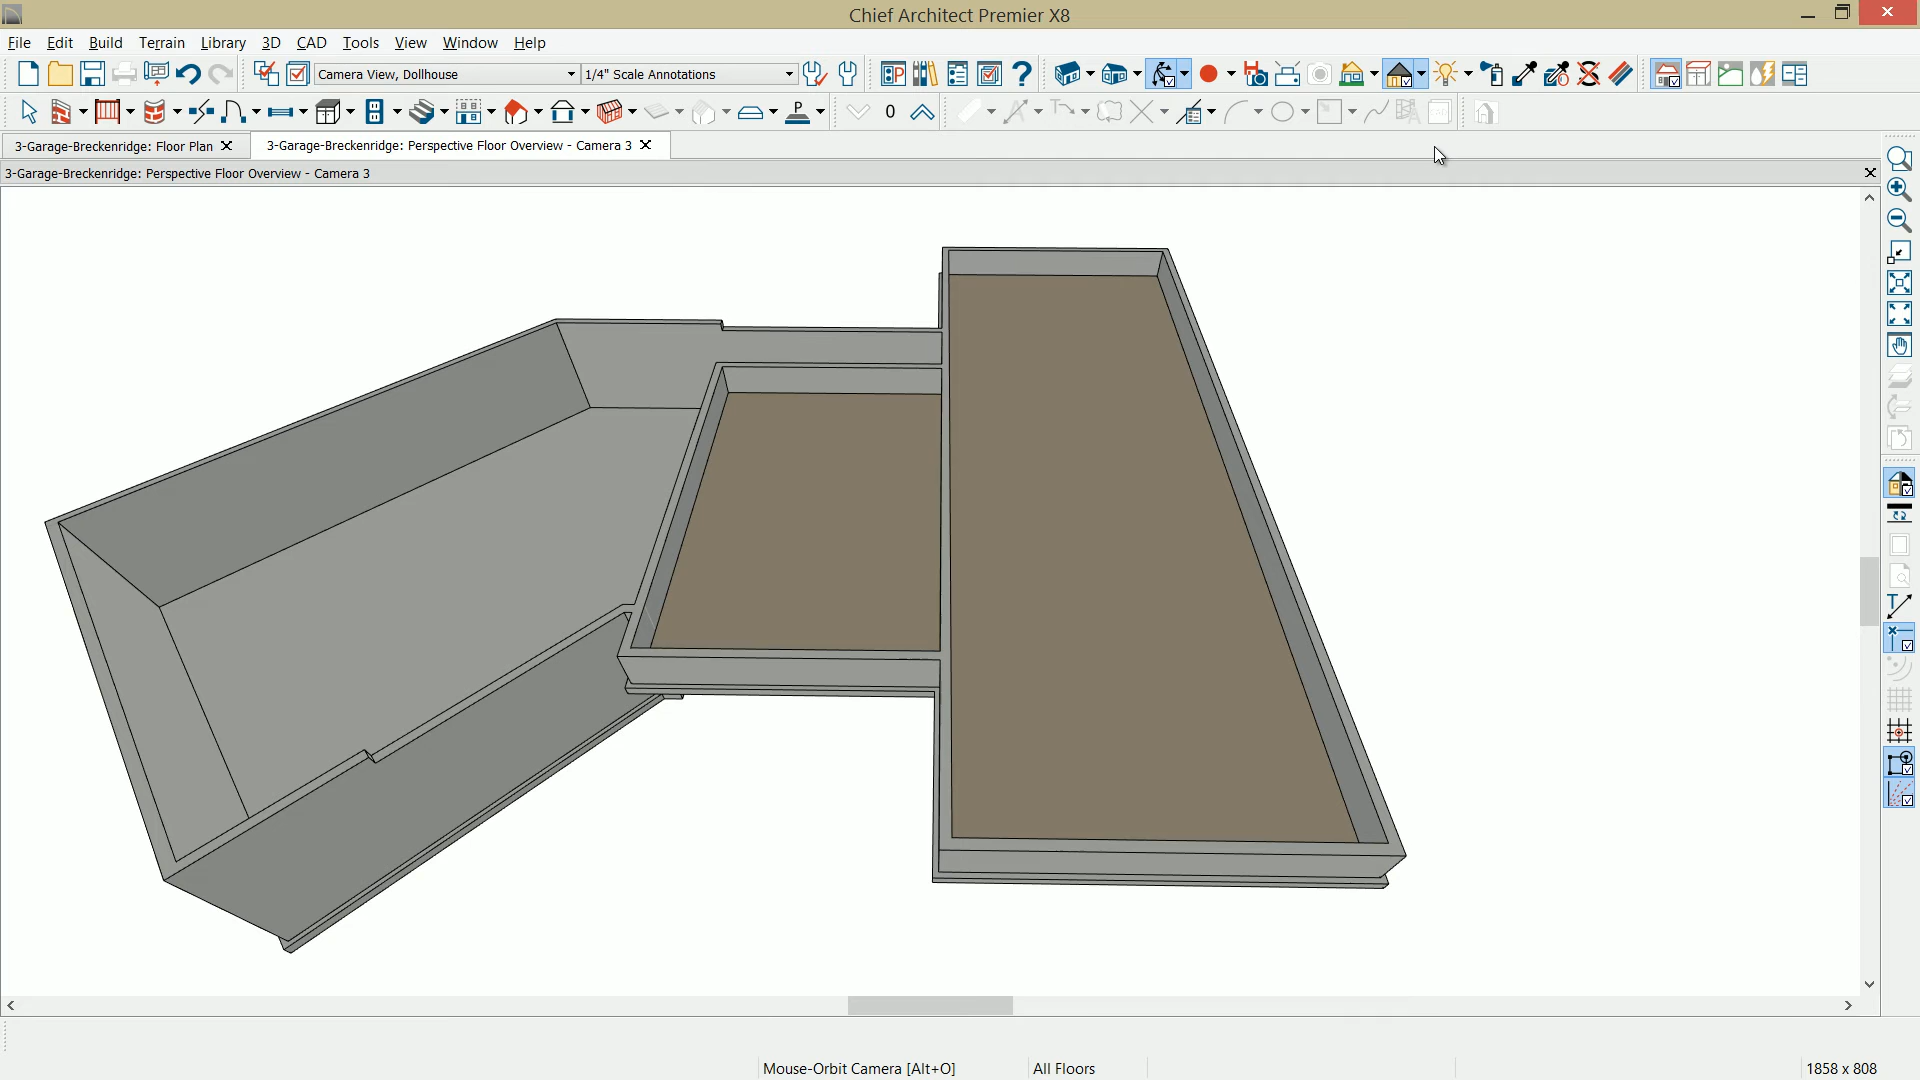 Chief Architect Premier X8
File Edit Build Terrain Library 3D CAD Tools View Window Help
Camera View, Dollhouse 1/4" Scale Annotations
0
3-Garage-Breckenridge: Floor Plan 3-Garage-Breckenridge: Perspective Floor Overview - Camera 3
3-Garage-Breckenridge: Perspective Floor Overview - Camera 3
Mouse-Orbit Camera [Alt+O] All Floors 1858 x 808